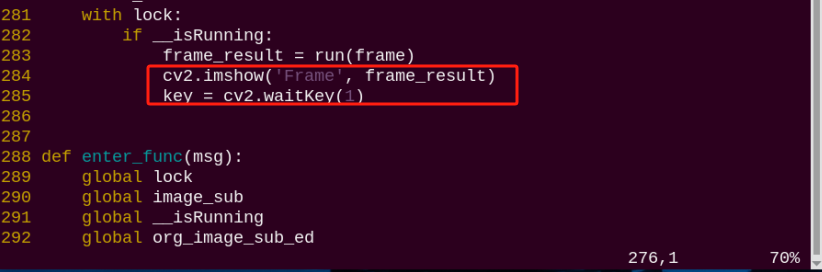 281     with lock:
282         if __isRunning:
283             frame_result = run(frame)
284             cv2.imshow('Frame', frame_result)
285             key = cv2.waitKey(1)
286
287
288 def enter_func(msg):
289     global lock
290     global image_sub
291     global __isRunning
292     global org_image_sub_ed
276,1 70%